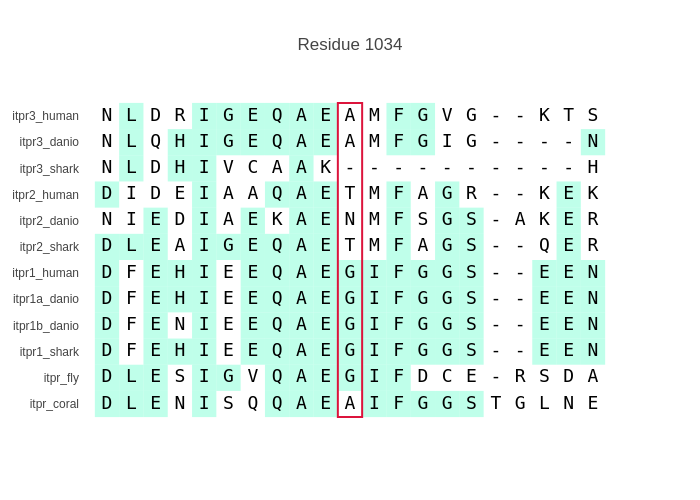 Residue 1034
itpr3_human N L D R I G E Q A E A M F G V G - - K T S
itpr3_danio N L Q H I G E Q A E A M F G I G - - - - N
itpr3_shark N L D H I V C A A K - - - - - - - - - - H
itpr2_human D I D E I A A Q A E T M F A G R - - K E K
itpr2_danio N I E D I A E K A E N M F S G S - A K E R
itpr2_shark D L E A I G E Q A E T M F A G S - - Q E R
itpr1_human D F E H I E E Q A E G I F G G S - - E E N
itpr1a_danio D F E H I E E Q A E G I F G G S - - E E N
itpr1b_danio D F E N I E E Q A E G I F G G S - - E E N
itpr1_shark D F E H I E E Q A E G I F G G S - - E E N
itpr_fly D L E S I G V Q A E G I F D C E - R S D A
itpr_coral D L E N I S Q Q A E A I F G G S T G L N E